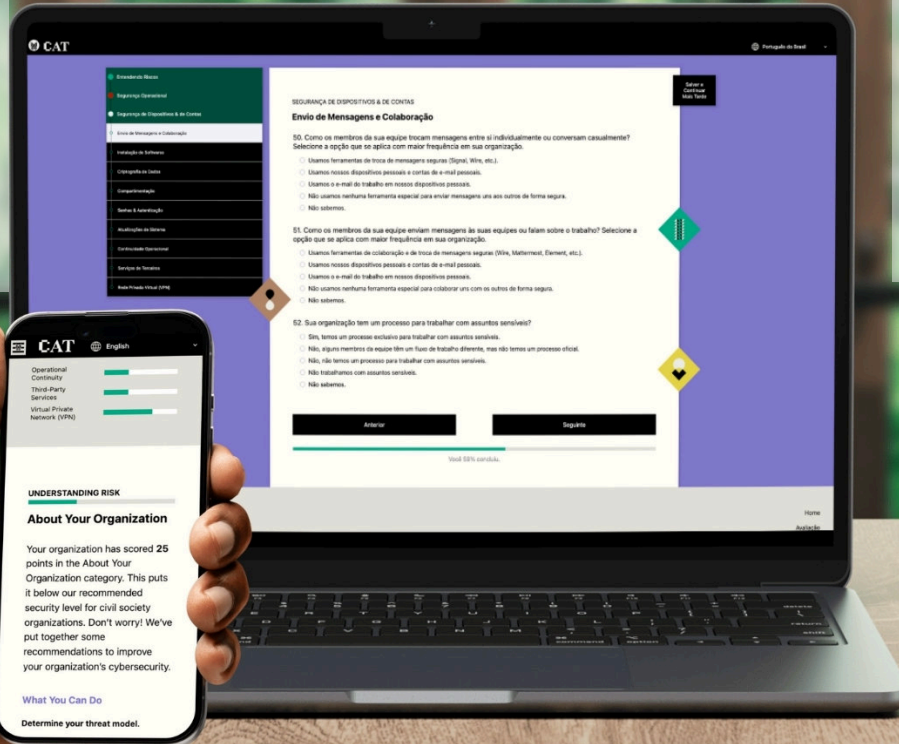 CAT
Português do Brasil
Entendendo Riscos
Segurança Operacional
Segurança de Dispositivos & de Contas
Envio de Mensagens e Colaboração
Instalação de Softwares
Criptografia de Dados
Compartimentação
Senhas & Autenticação
Atualizações de Sistema
Continuidade Operacional
Serviços de Terceiros
Rede Privada Virtual (VPN)
Salvar e
Continuar
Mais Tarde
SEGURANÇA DE DISPOSITIVOS & DE CONTAS
Envio de Mensagens e Colaboração
50. Como os membros da sua equipe trocam mensagens entre si individualmente ou conversam casualmente?
Selecione a opção que se aplica com maior frequência em sua organização.
Usamos ferramentas de troca de mensagens seguras (Signal, Wire, etc.).
Usamos nossos dispositivos pessoais e contas de e-mail pessoais.
Usamos o e-mail do trabalho em nossos dispositivos pessoais.
Não usamos nenhuma ferramenta especial para enviar mensagens uns aos outros de forma segura.
Não sabemos.
51. Como os membros da sua equipe enviam mensagens às suas equipes ou falam sobre o trabalho? Selecione a
opção que se aplica com maior frequência em sua organização.
Usamos ferramentas de colaboração e de troca de mensagens seguras (Wire, Mattermost, Element, etc.).
Usamos nossos dispositivos pessoais e contas de e-mail pessoais.
Usamos o e-mail do trabalho em nossos dispositivos pessoais.
Não usamos nenhuma ferramenta especial para colaborar uns com os outros de forma segura.
Não sabemos.
52. Sua organização tem um processo para trabalhar com assuntos sensíveis?
Sim, temos um processo exclusivo para trabalhar com assuntos sensíveis.
Não, alguns membros da equipe têm um fluxo de trabalho diferente, mas não temos um processo oficial.
Não, não temos um processo para trabalhar com assuntos sensíveis.
Não trabalhamos com assuntos sensíveis.
Não sabemos.
Anterior
Seguinte
Você 59% concluiu.
Home
Avaliação
CAT
English
Operational
Continuity
Third-Party
Services
Virtual Private
Network (VPN)
UNDERSTANDING RISK
About Your Organization
Your organization has scored 25
points in the About Your
Organization category. This puts
it below our recommended
security level for civil society
organizations. Don't worry! We've
put together some
recommendations to improve
your organization's cybersecurity.
What You Can Do
Determine your threat model.
delete
return
shift
command
option